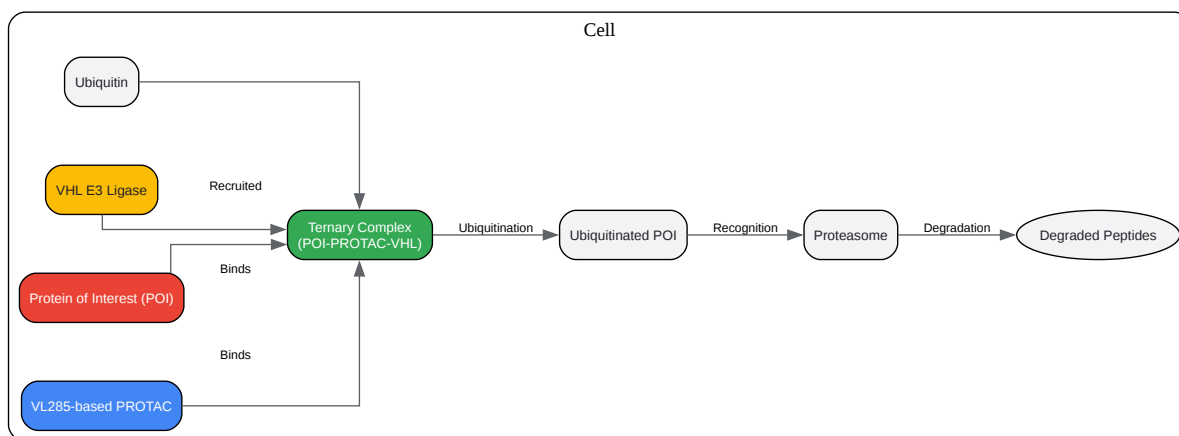 Cell
Ubiquitin
VHL E3 Ligase
Recruited
Ternary Complex
(POI-PROTAC-VHL)
Ubiquitination
Ubiquitinated POI
Recognition
Proteasome
Degradation
Degraded Peptides
Binds
Protein of Interest (POI)
Binds
VL285-based PROTAC